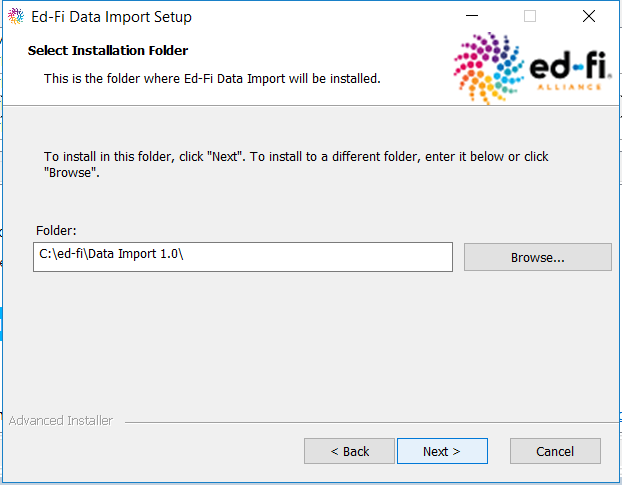 Ed-Fi Data Import Setup
Select Installation Folder
This is the folder where Ed-Fi Data Import will be installed.
ed-fi®
ALLIANCE
To install in this folder, click "Next". To install to a different folder, enter it below or click
"Browse".
Folder:
C:\ed-fi\Data Import 1.0\
Browse...
Advanced Installer
< Back
Next >
Cancel